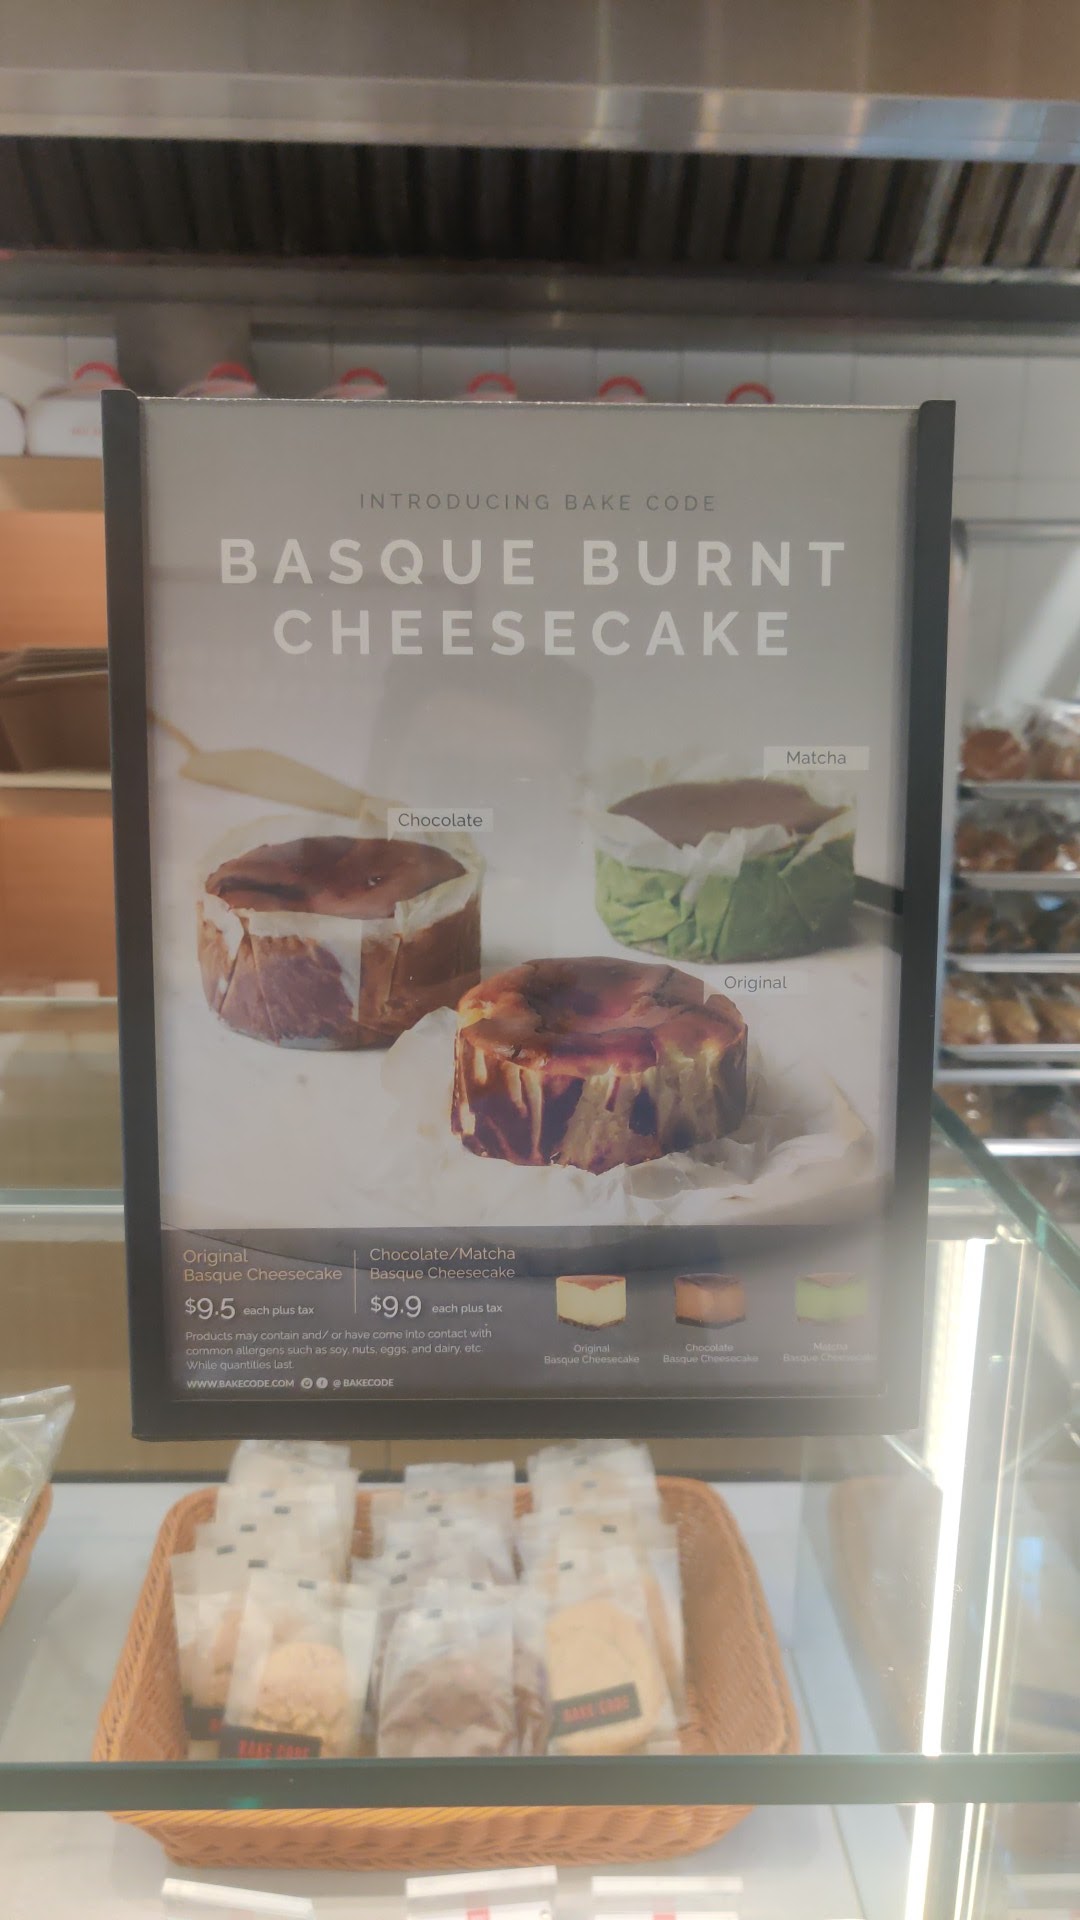 INTRODUCING BAKE CODE
BASQUE BURNT
CHEESECAKE
Matcha
Chocolate
Original
Original
Basque Cheesecake
$9.5 each plus tax
Chocolate/Matcha
Basque Cheesecake
$9.9 each plus tax
Products may contain and/ or have come into contact with
common allergens such as soy, nuts, eggs, and dairy, etc.
While quantities last.
WWW.BAKECODE.COM @ BAKECODE
Original
Basque Cheesecake
Chocolate
Basque Cheesecake
Matcha
Basque Cheesecake
BAKE CODE
BAKE CODE